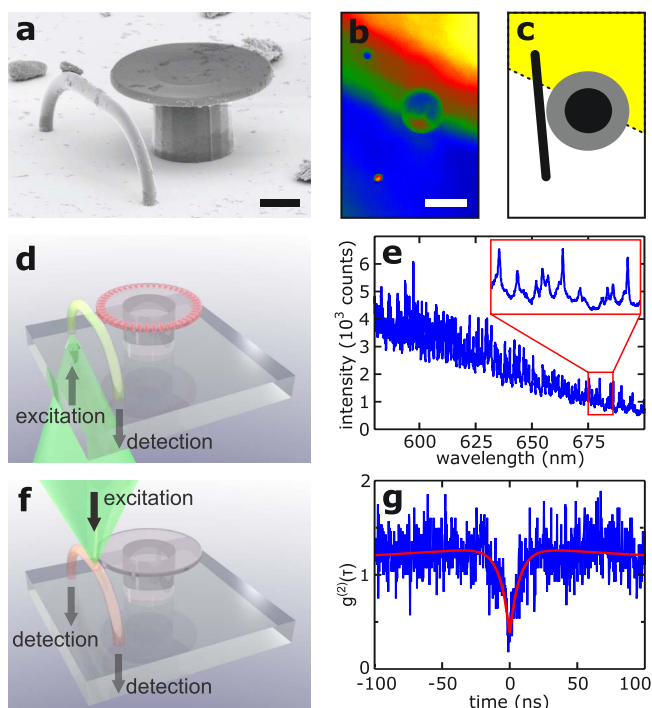 a
b
c
d
excitation
detection
e
intensity (10³ counts)
6
5
4
3
2
1
0
600
625
650
675
wavelength (nm)
f
excitation
detection
detection
g
g⁽²⁾(τ)
2
1
0
-100
-50
0
50
100
time (ns)